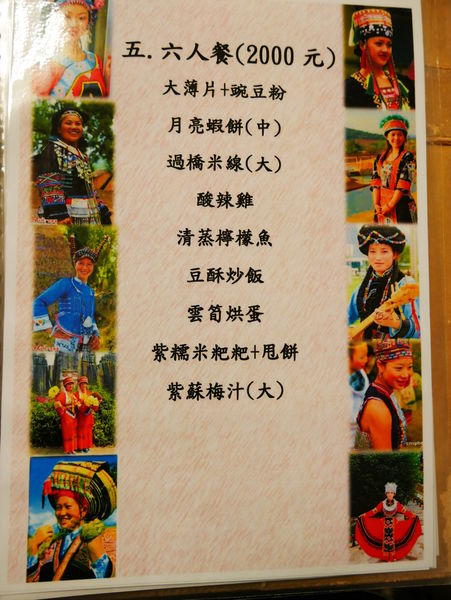 五.六人餐(2000 元)
大薄片+豌豆粉
月亮蝦餅(中)
過橋米線(大)
酸辣雞
清蒸檸檬魚
豆酥炒飯
雲筍烘蛋
紫糯米粑粑+甩餅
紫蘇梅汁(大)